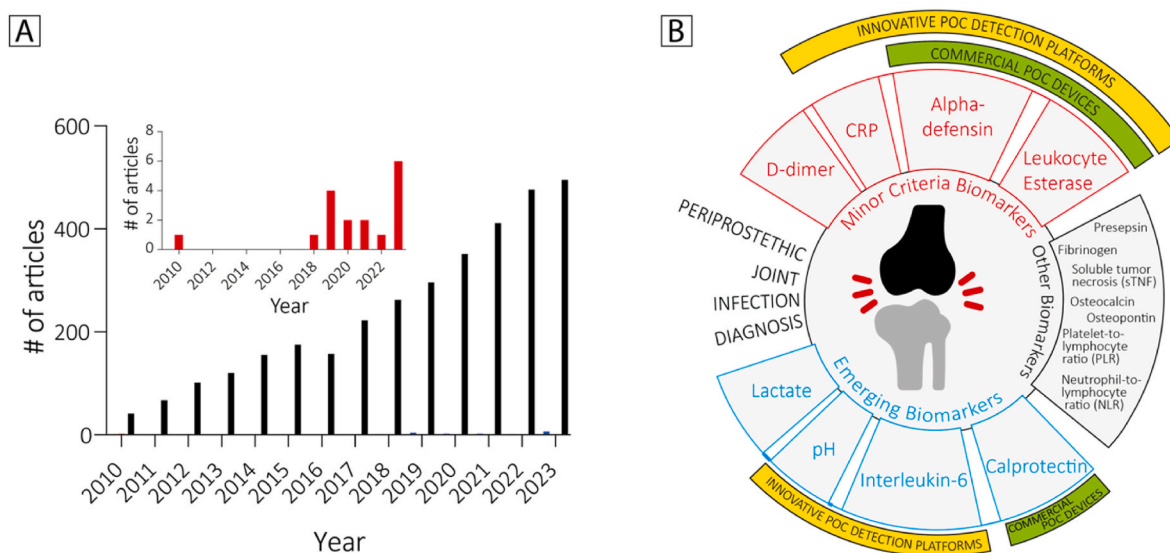 A
600
400
200
0
# of articles
2010
2011
2012
2013
2014
2015
2016
2017
2018
2019
2020
2021
2022
2023
Year
8
6
4
2
0
# of articles
2010
2012
2014
2016
2018
2020
2022
Year
B
INNOVATIVE POC DETECTION PLATFORMS
COMMERCIAL POC DEVICES
D-dimer
CRP
Alpha-
defensin
Leukocyte
Esterase
Minor Criteria Biomarkers
PERIPROSTETHIC
JOINT
INFECTION
DIAGNOSIS
Other Biomarkers
Presepsin
Fibrinogen
Soluble tumor
necrosis (sTNF)
Osteocalcin
Osteopontin
Platelet-to-
lymphocyte
ratio (PLR)
Neutrophil-to-
lymphocyte
ratio (NLR)
Emerging Biomarkers
Lactate
pH
Interleukin-6
Calprotectin
INNOVATIVE POC DETECTION PLATFORMS
COMMERCIAL
POC DEVICES